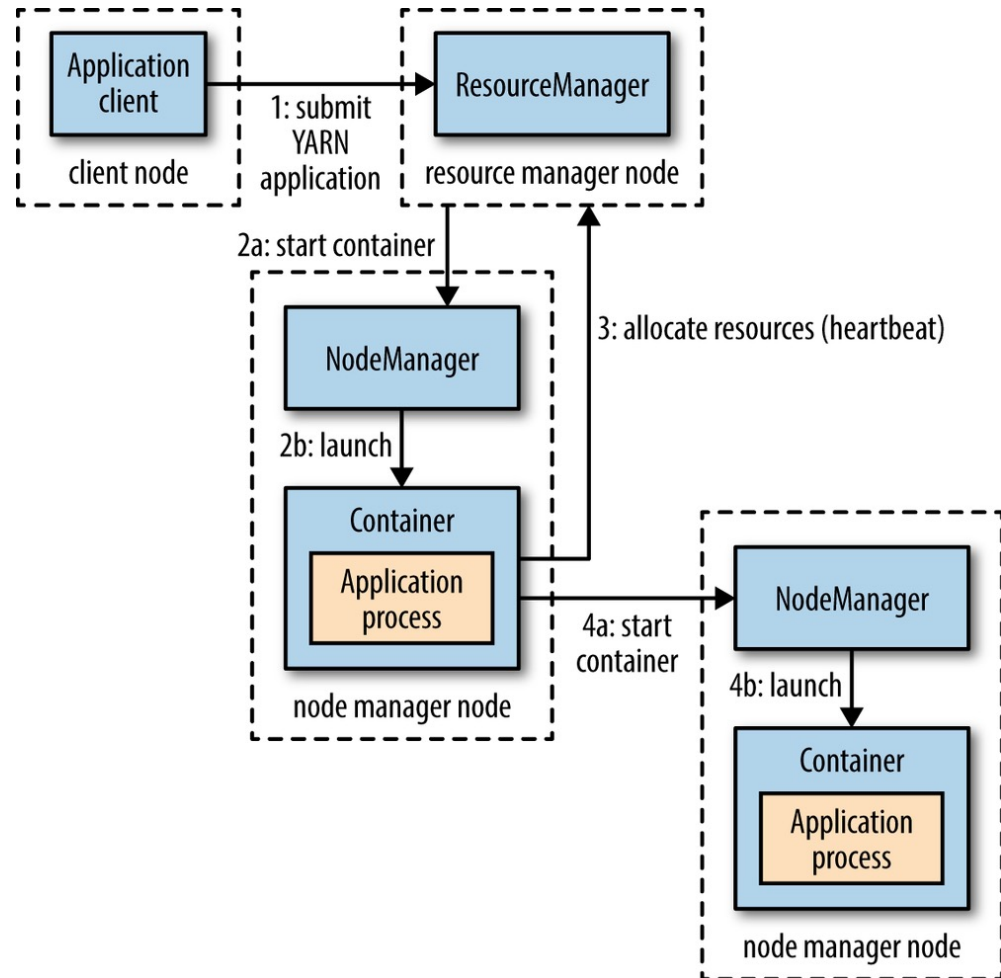 Application
client
client node
1: submit
YARN
application
ResourceManager
resource manager node
2a: start container
NodeManager
2b: launch
Container
Application
process
node manager node
3: allocate resources (heartbeat)
4a: start
container
NodeManager
4b: launch
Container
Application
process
node manager node